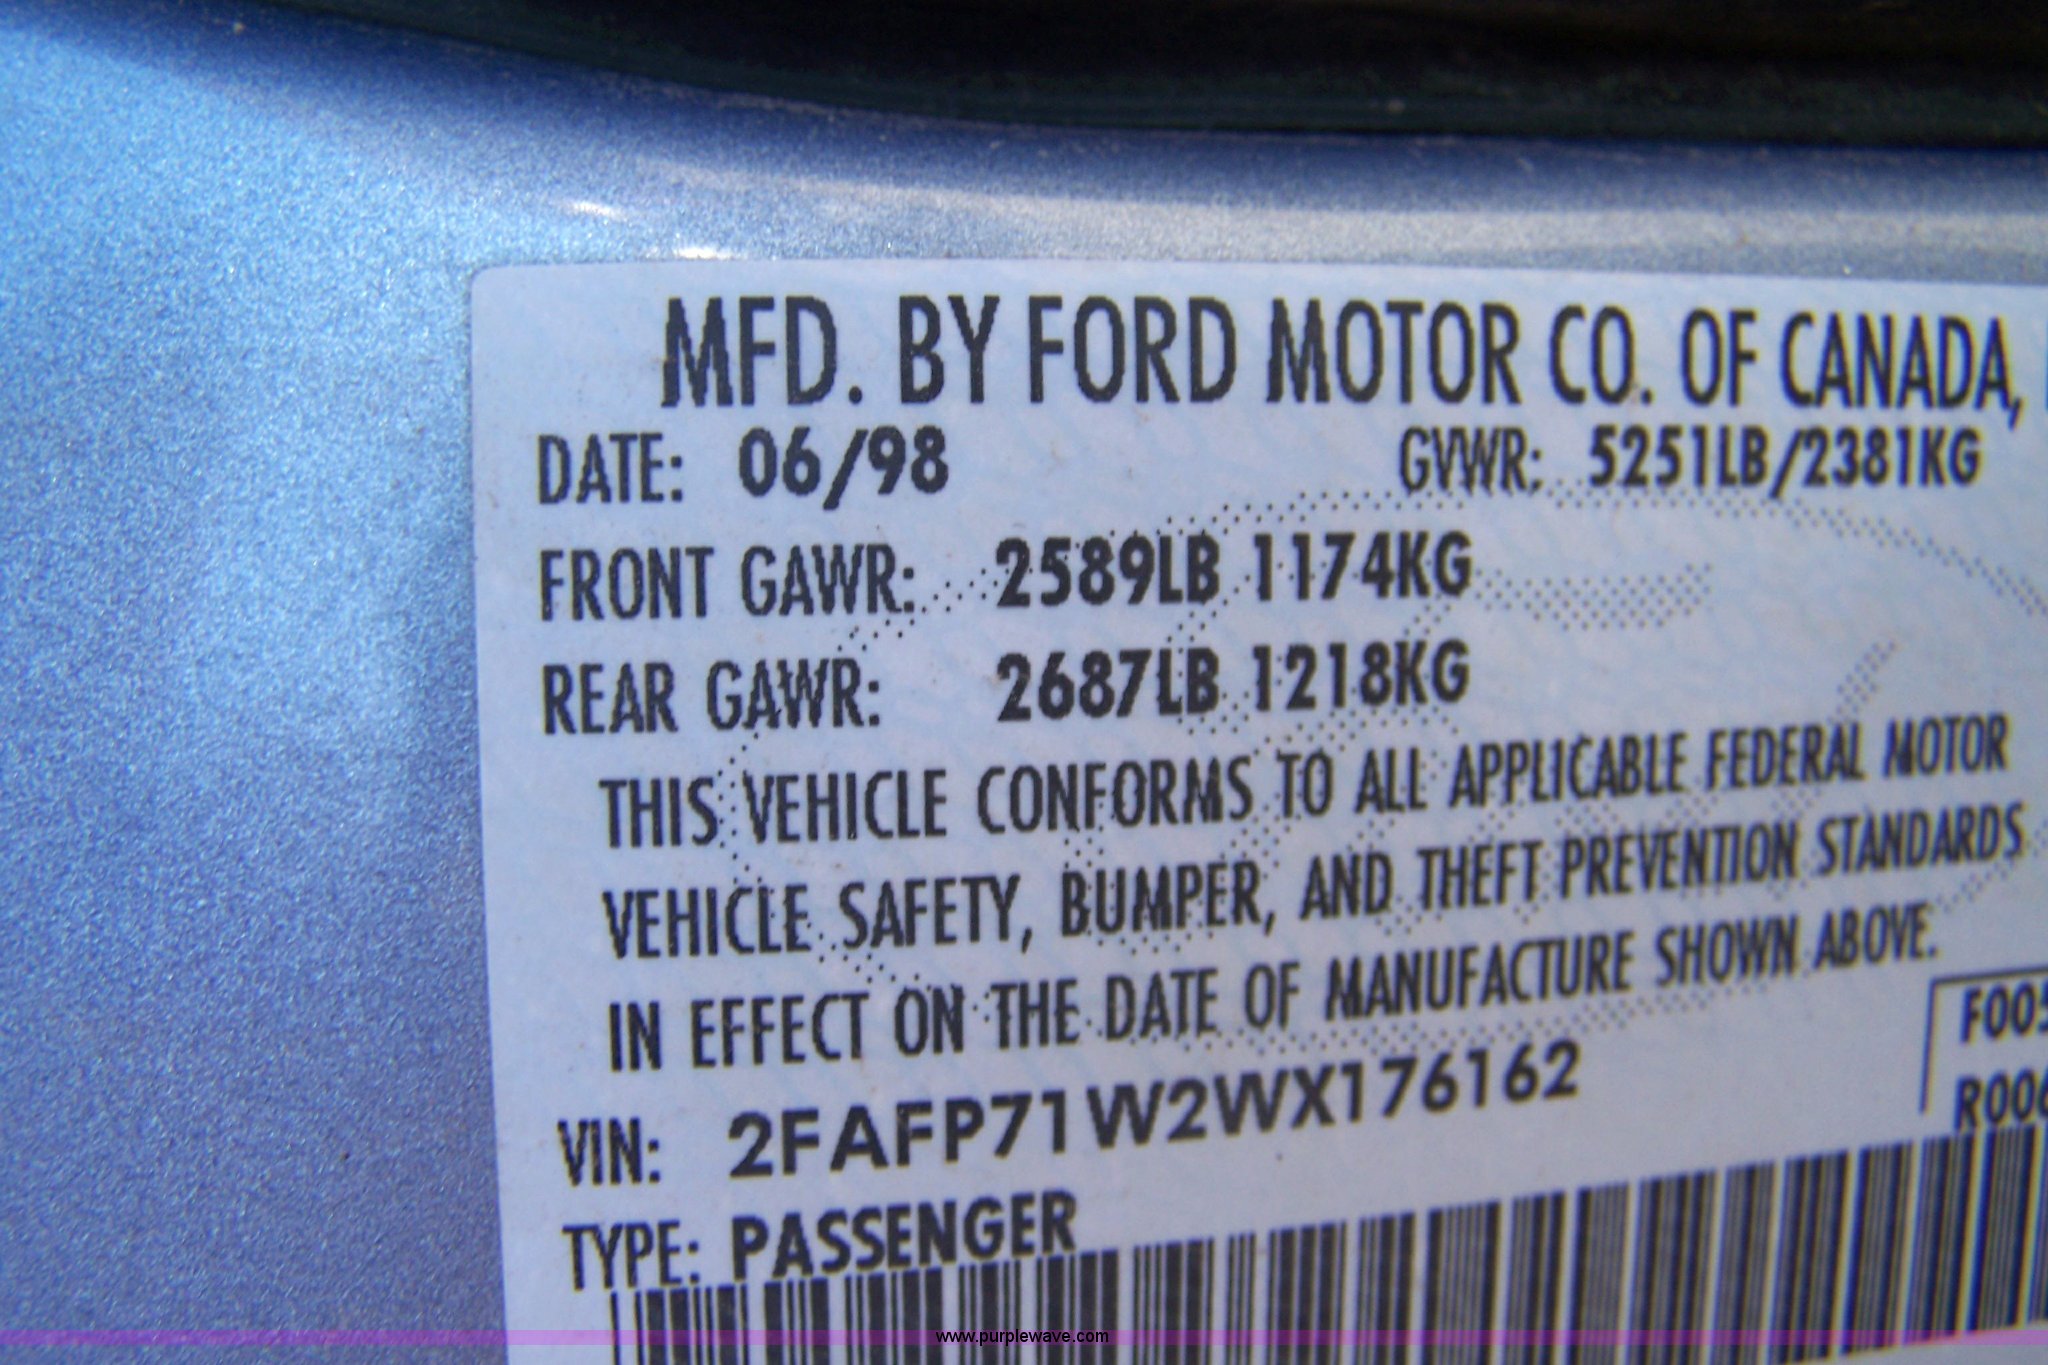 MFD. BY FORD MOTOR CO. OF CANADA,
DATE: 06/98 GVWR: 5251LB/2381KG
FRONT GAWR: 2589LB 1174KG
REAR GAWR: 2687LB 1218KG
THIS VEHICLE CONFORMS TO ALL APPLICABLE FEDERAL MOTOR
VEHICLE SAFETY, BUMPER, AND THEFT PREVENTION STANDARDS
IN EFFECT ON THE DATE OF MANUFACTURE SHOWN ABOVE.
F005
VIN: 2FAFP71W2WX176162 R006
TYPE: PASSENGER
www.purplewave.com